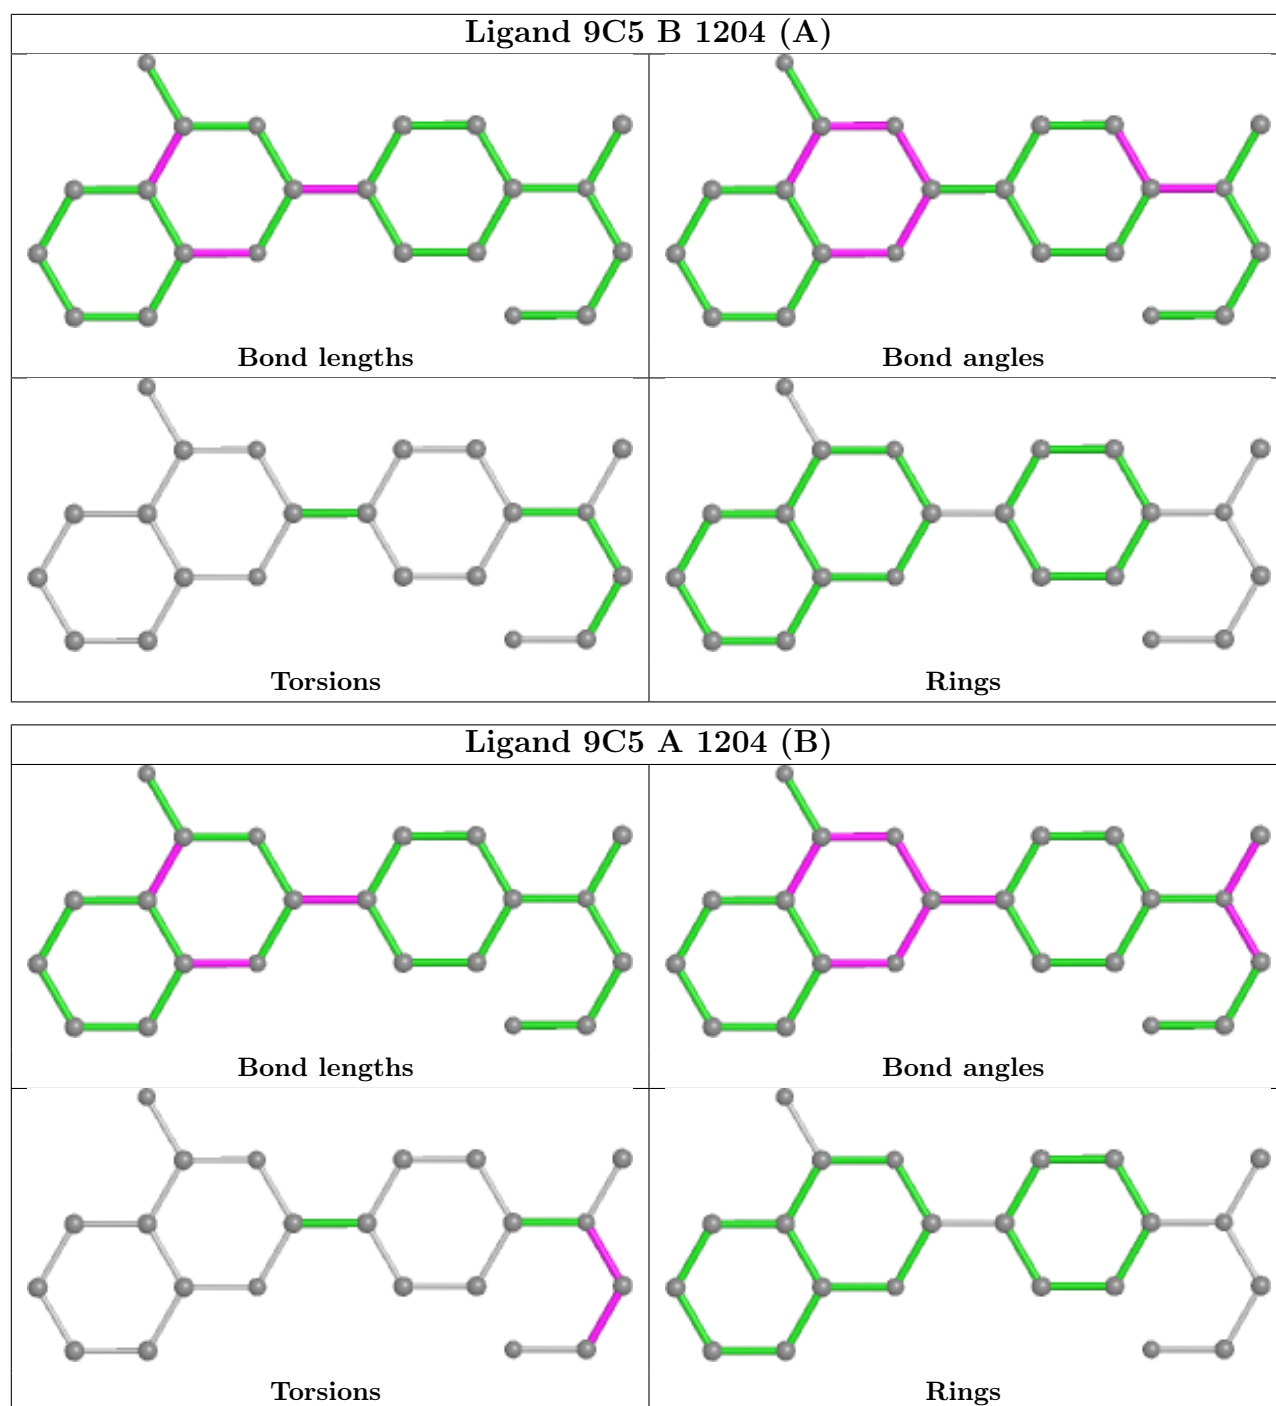 Ligand 9C5 B 1204 (A)
Bond lengths
Bond angles
Torsions
Rings
Ligand 9C5 A 1204 (B)
Bond lengths
Bond angles
Torsions
Rings